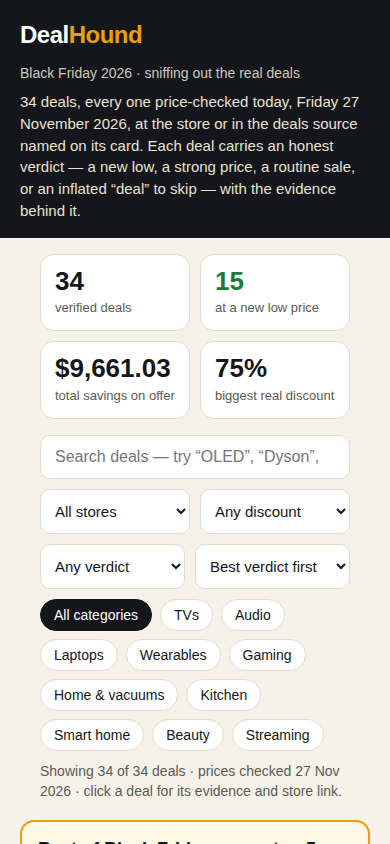 DealHound
Black Friday 2026 · sniffing out the real deals
34 deals, every one price-checked today, Friday 27
November 2026, at the store or in the deals source
named on its card. Each deal carries an honest
verdict — a new low, a strong price, a routine sale,
or an inflated “deal” to skip — with the evidence
behind it.
34
verified deals
15
at a new low price
$9,661.03
total savings on offer
75%
biggest real discount
Search deals — try “OLED”, “Dyson”,
All stores
Any discount
Any verdict
Best verdict first
All categories
TVs
Audio
Laptops
Wearables
Gaming
Home & vacuums
Kitchen
Smart home
Beauty
Streaming
Showing 34 of 34 deals · prices checked 27 Nov
2026 · click a deal for its evidence and store link.